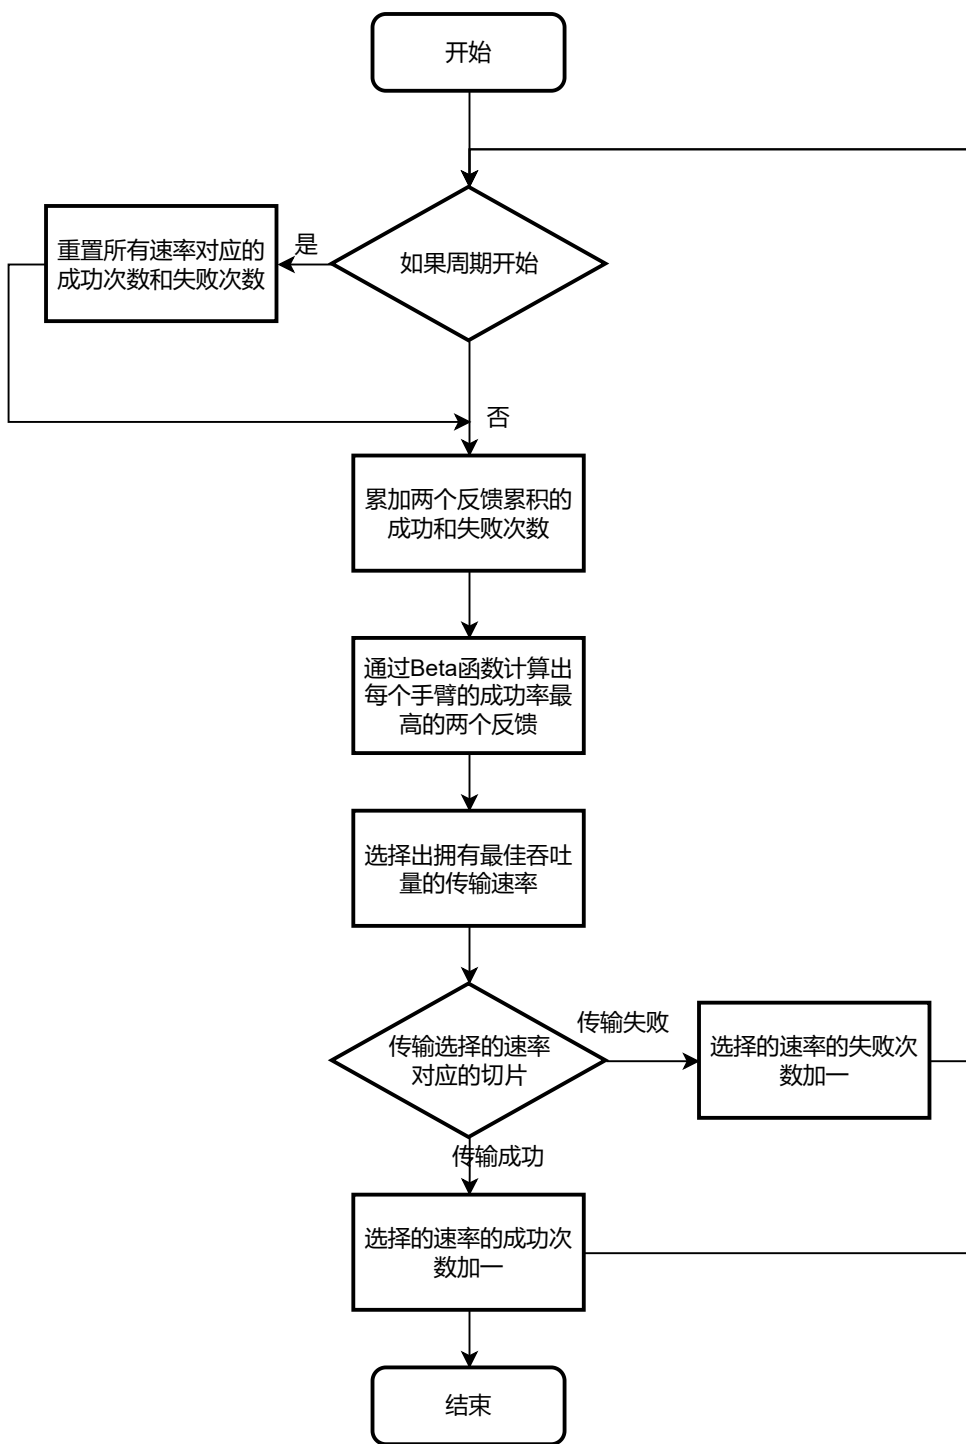 开始
如果周期开始
是
重置所有速率对应的
成功次数和失败次数
否
累加两个反馈累积的
成功和失败次数
通过Beta函数计算出
每个手臂的成功率最
高的两个反馈
选择出拥有最佳吞吐
量的传输速率
传输选择的速率
对应的切片
传输失败
选择的速率的失败次
数加一
传输成功
选择的速率的成功次
数加一
结束